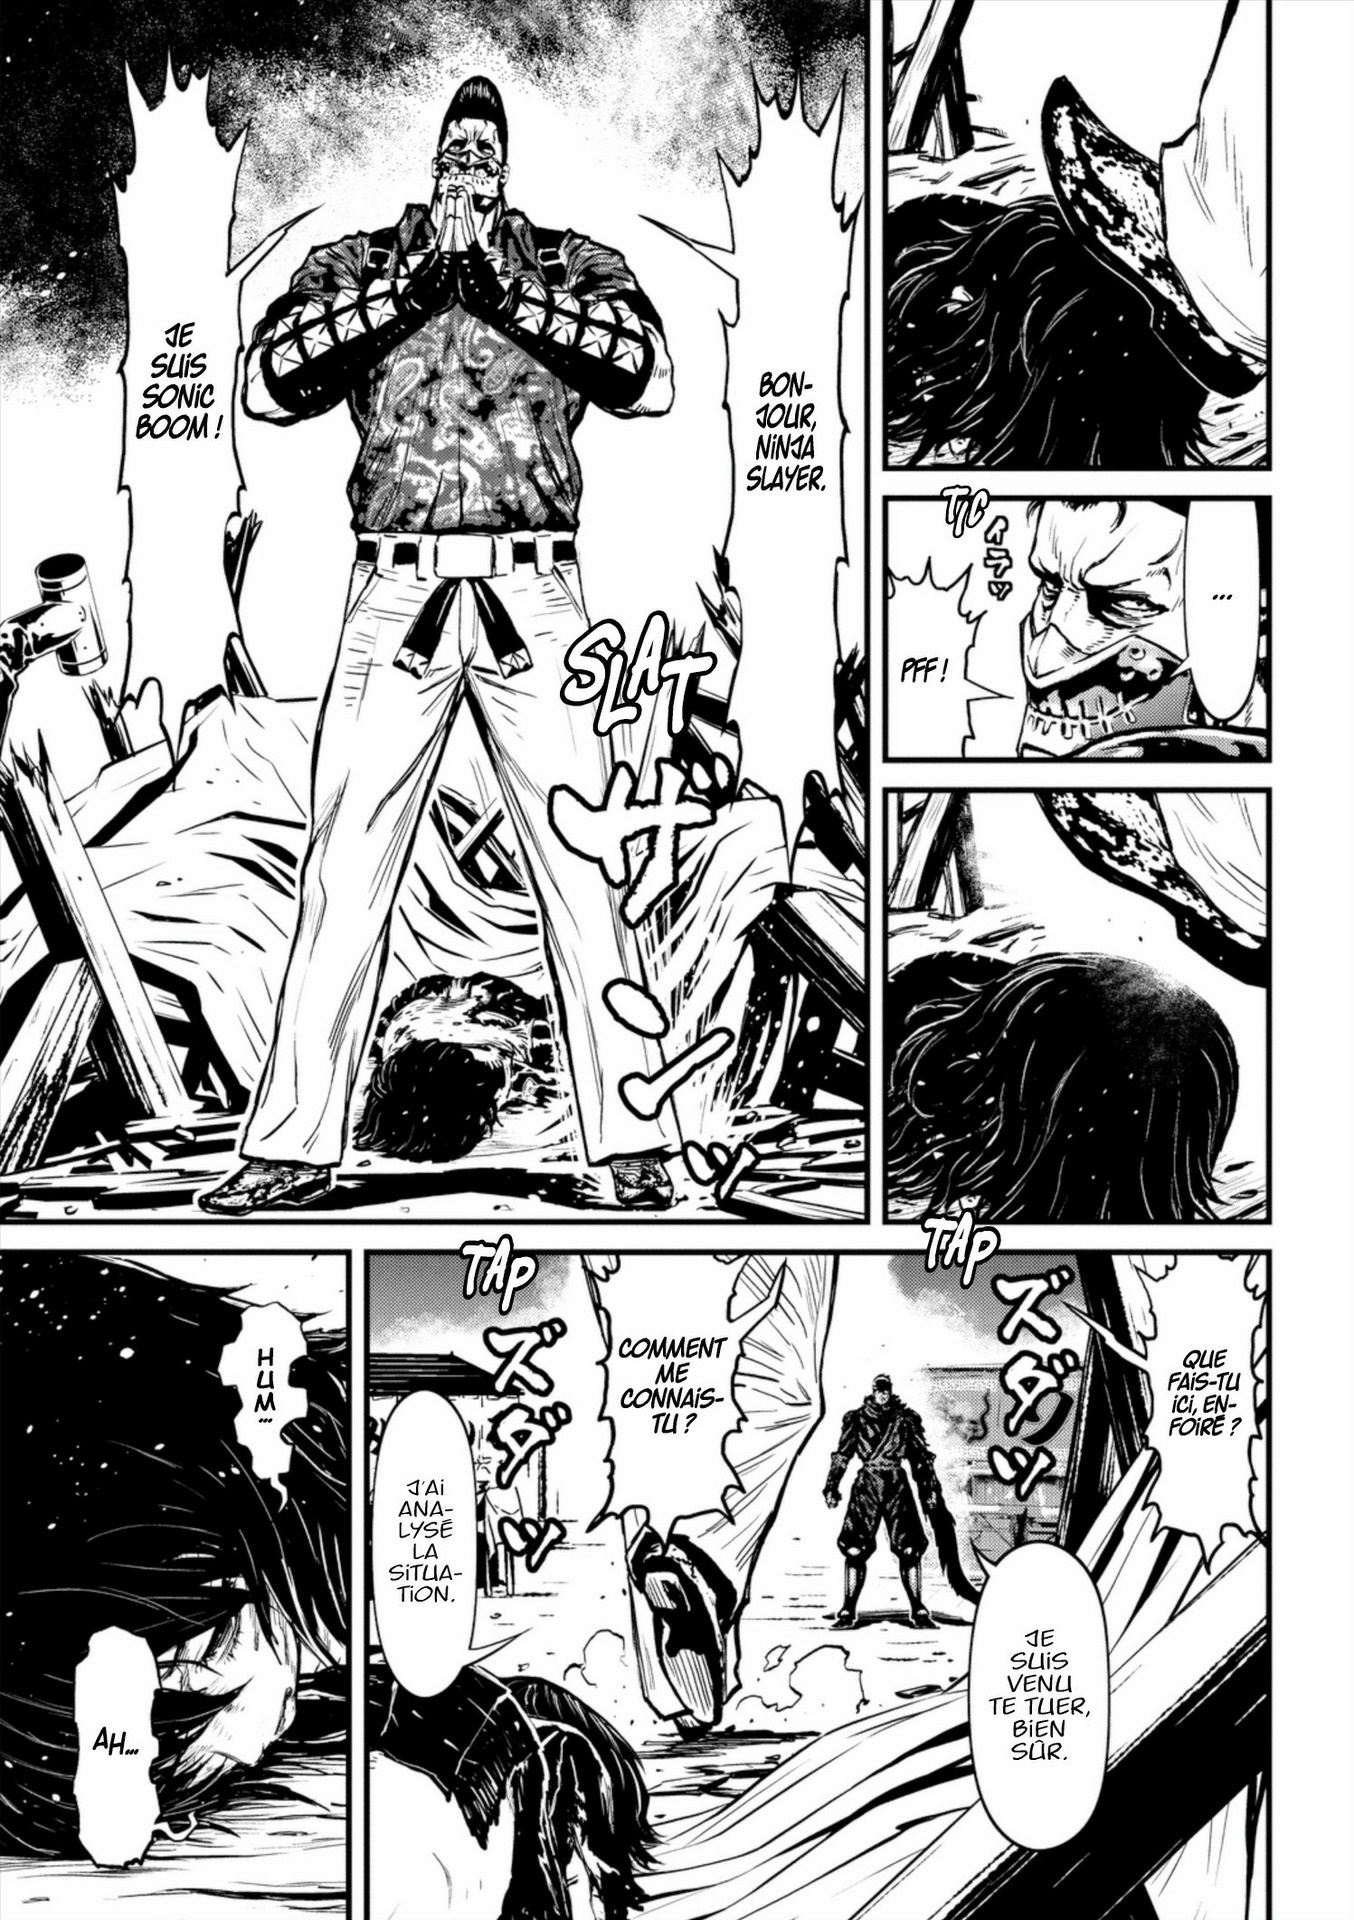 ...
TIC
イラッ
PFF !
BON-
JOUR,
NINJA
SLAYER.
JE
SUIS
SONIC
BOOM !
SLAT
ザンッ
QUE
FAIS-TU
ICI, EN-
FOIRÉ ?
TAP
ズダッ
JE
SUIS
VENU
TE TUER,
BIEN
SÛR.
COMMENT
ME
CONNAIS-
TU ?
TAP
ズダッ
J'AI
ANA-
LYSÉ
LA
SITUA-
TION.
HUM...
AH...